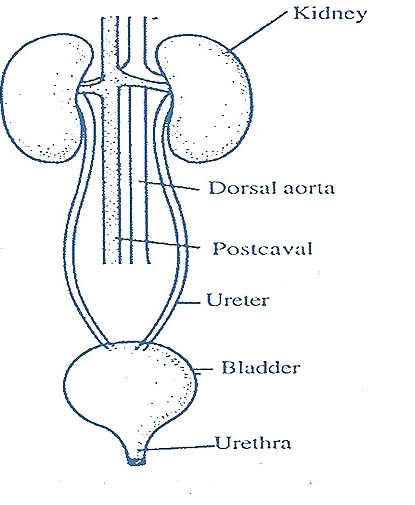 Kidney
Dorsal aorta
Postcaval
Ureter
Bladder
Urethra